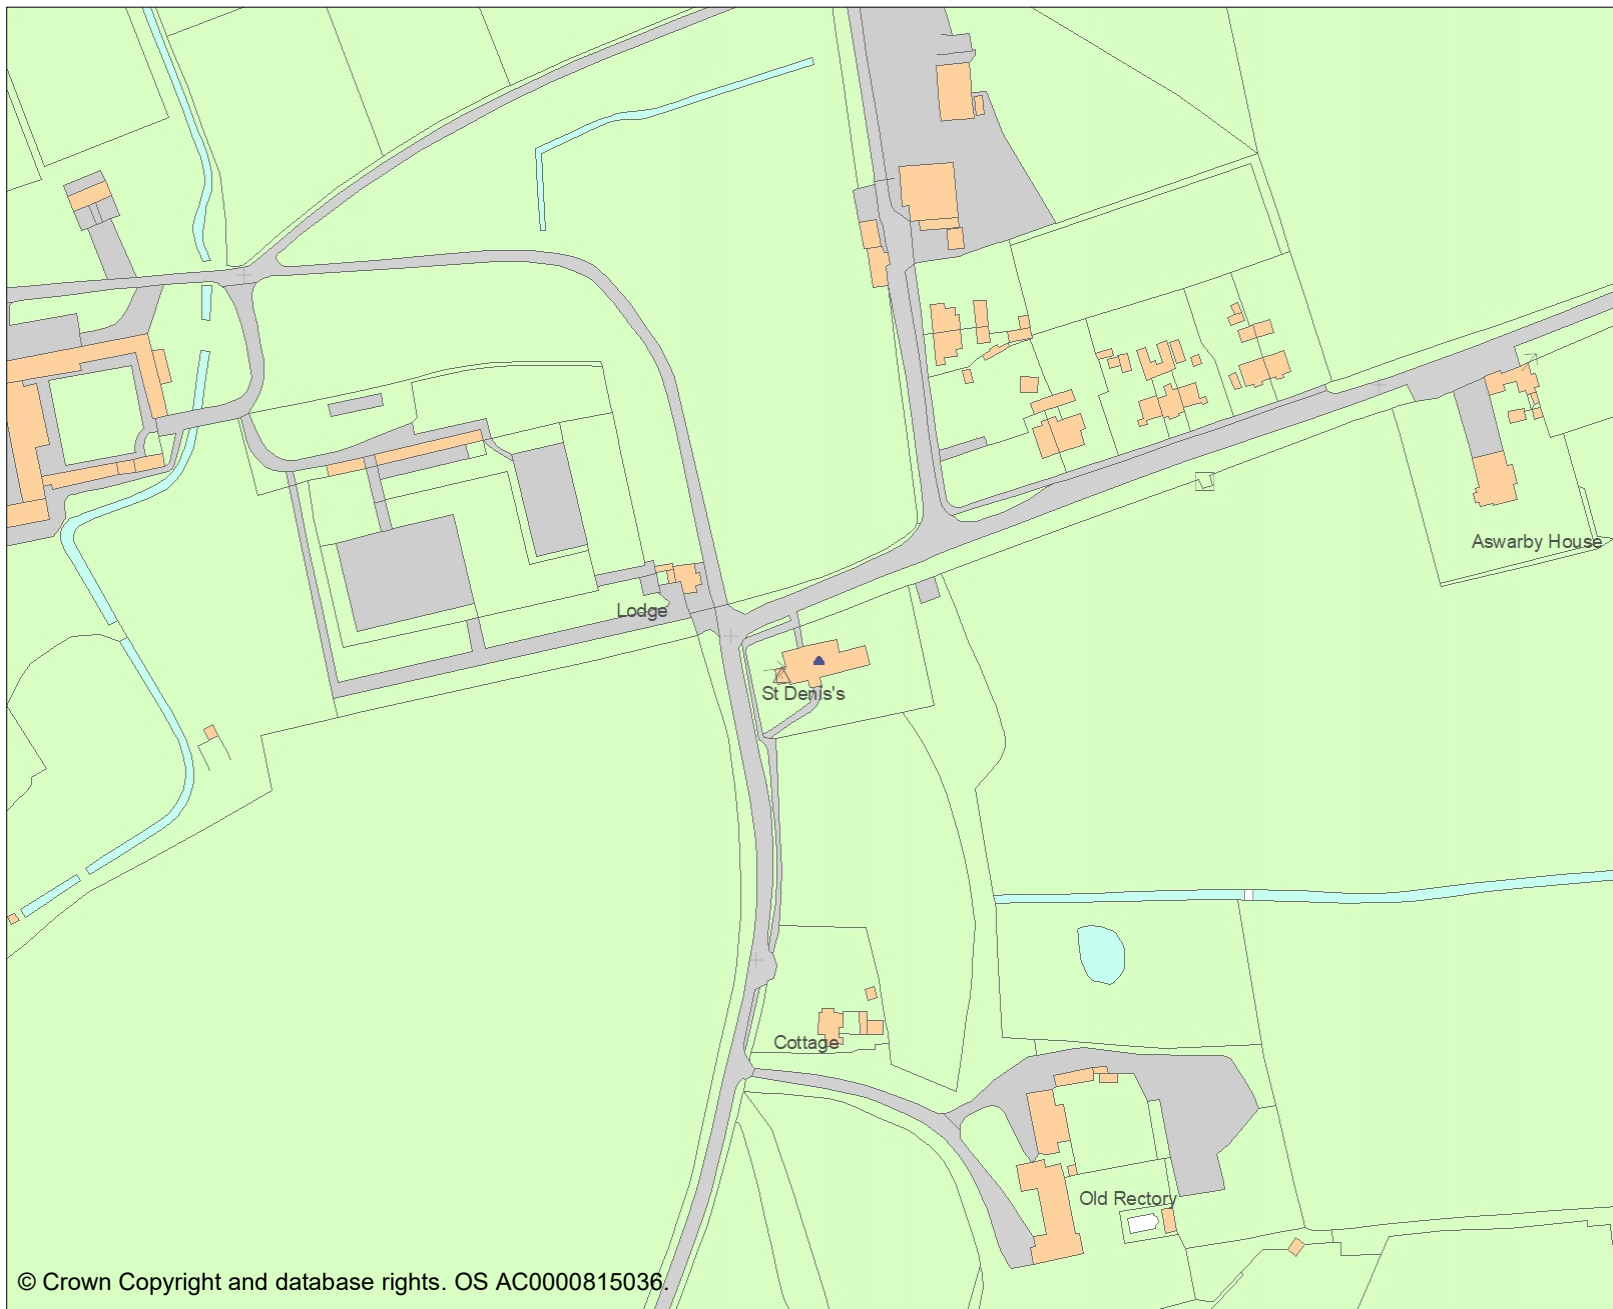 Aswarby House
Lodge
St Denis's
Cottage
Old Rectory
© Crown Copyright and database rights. OS AC0000815036.